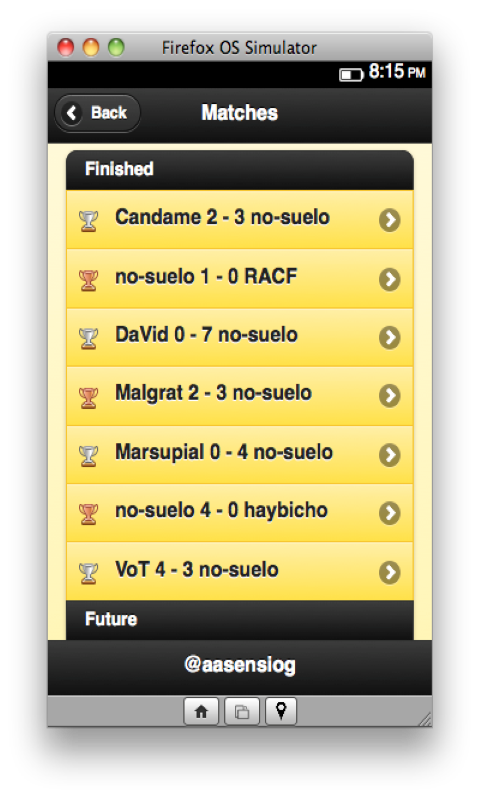 Firefox OS Simulator
8:15 PM
Back
Matches
Finished
Candame 2 - 3 no-suelo
no-suelo 1 - 0 RACF
DaVid 0 - 7 no-suelo
Malgrat 2 - 3 no-suelo
Marsupial 0 - 4 no-suelo
no-suelo 4 - 0 haybicho
VoT 4 - 3 no-suelo
Future
@aasensiog